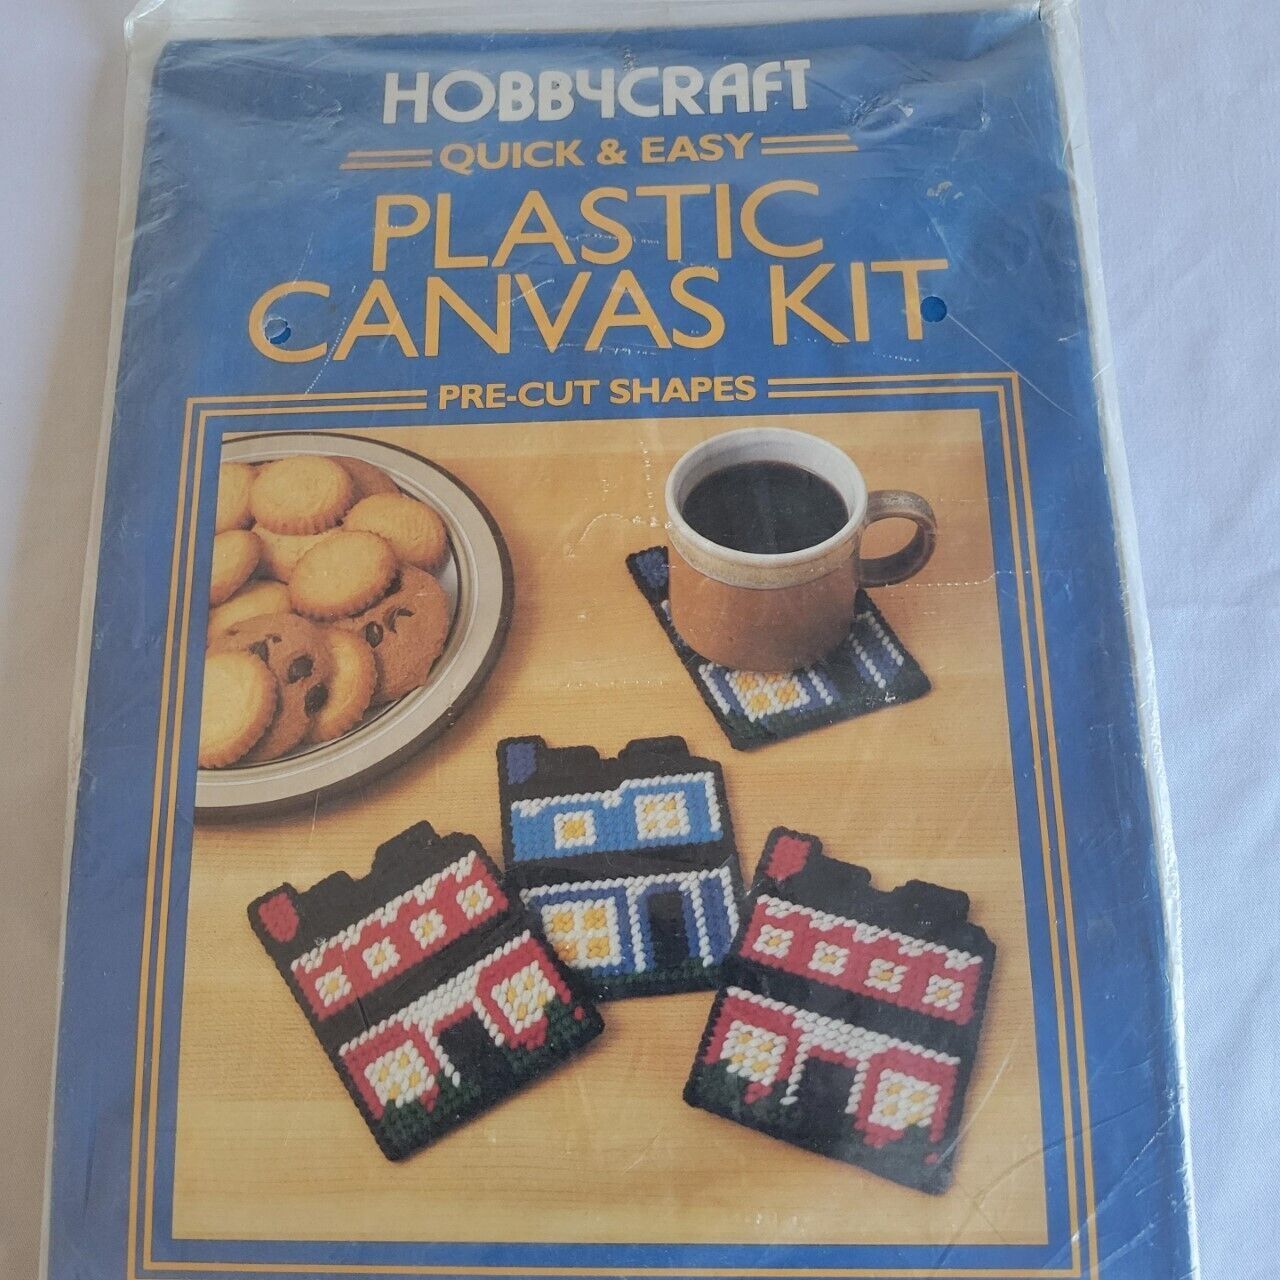 HOBBYCRAFT
QUICK & EASY
PLASTIC
CANVAS KIT
PRE-CUT SHAPES